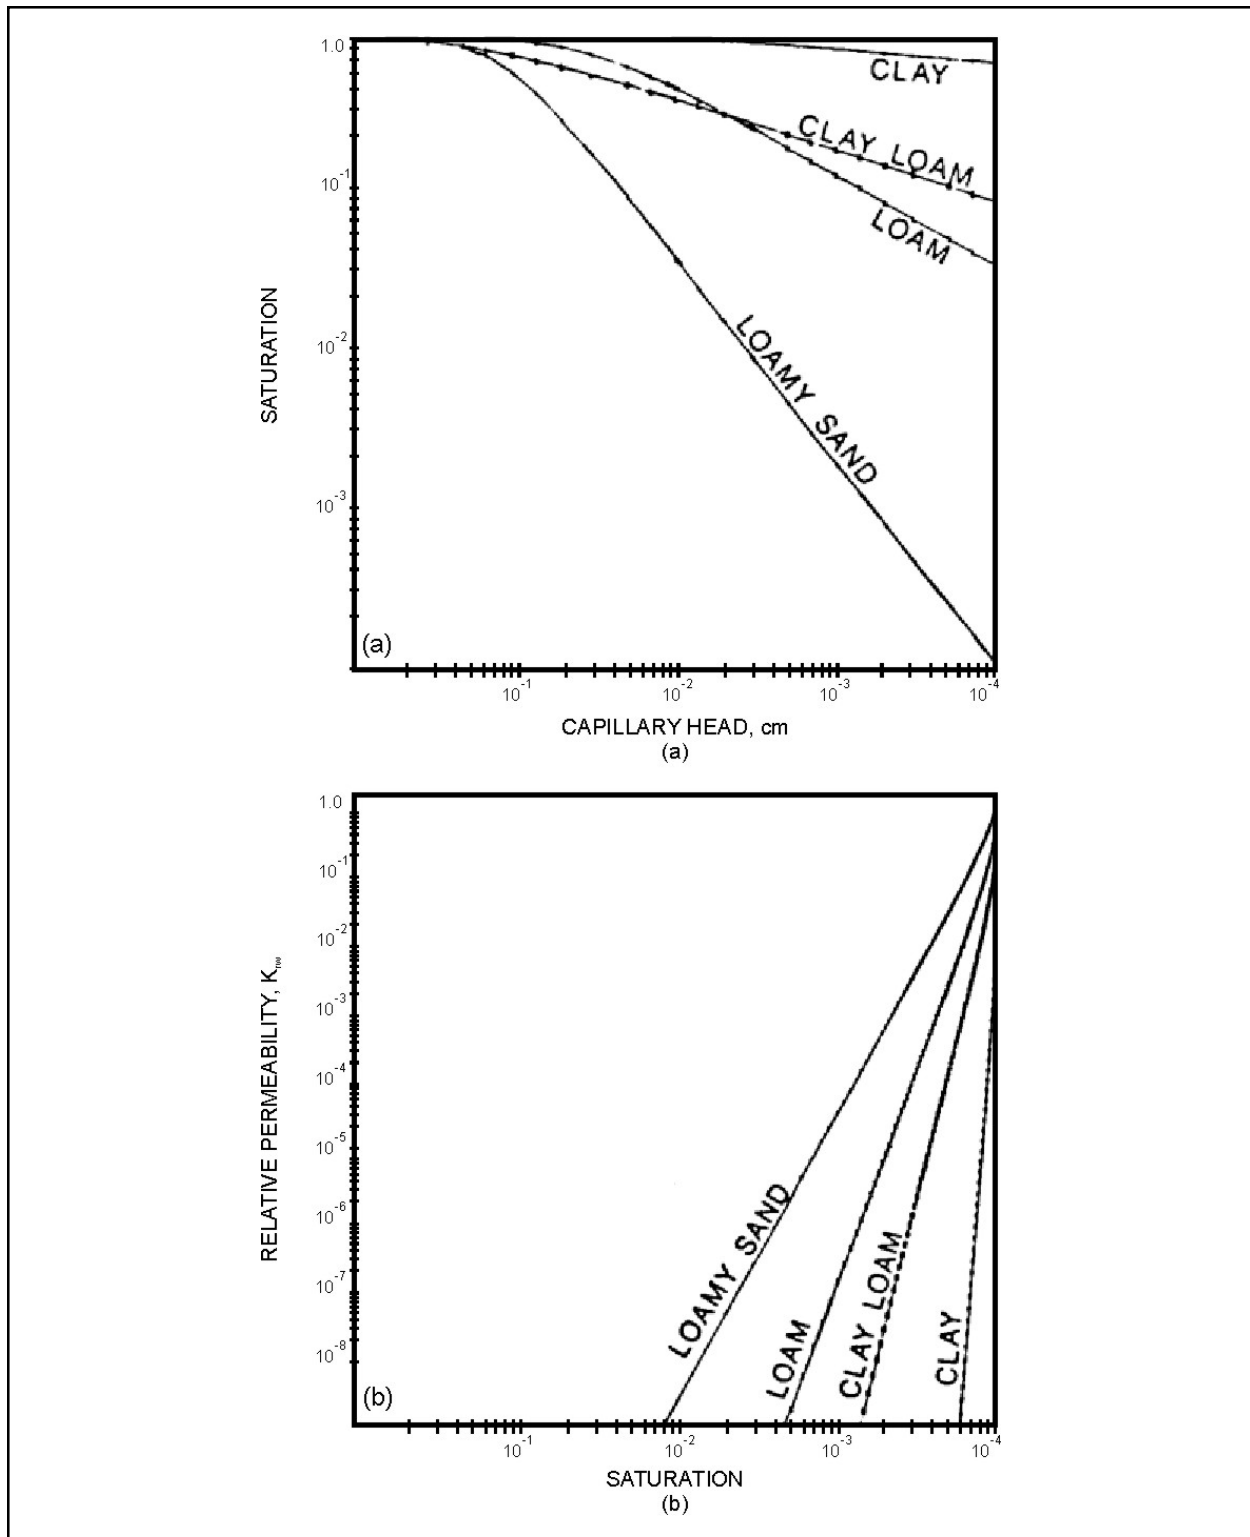 1.0
CLAY
CLAY LOAM
10-1
LOAM
SATURATION
10-2
LOAMY SAND
10-3
(a)
10-1 10-2 10-3 10-4
CAPILLARY HEAD, cm
(a)
1.0
10-1
10-2
10-3
10-4
10-5
10-6
10-7
10-8
RELATIVE PERMEABILITY, K
LOAMY SAND
LOAM
CLAY LOAM
CLAY
(b)
10-1 10-2 10-3 10-4
SATURATION
(b)